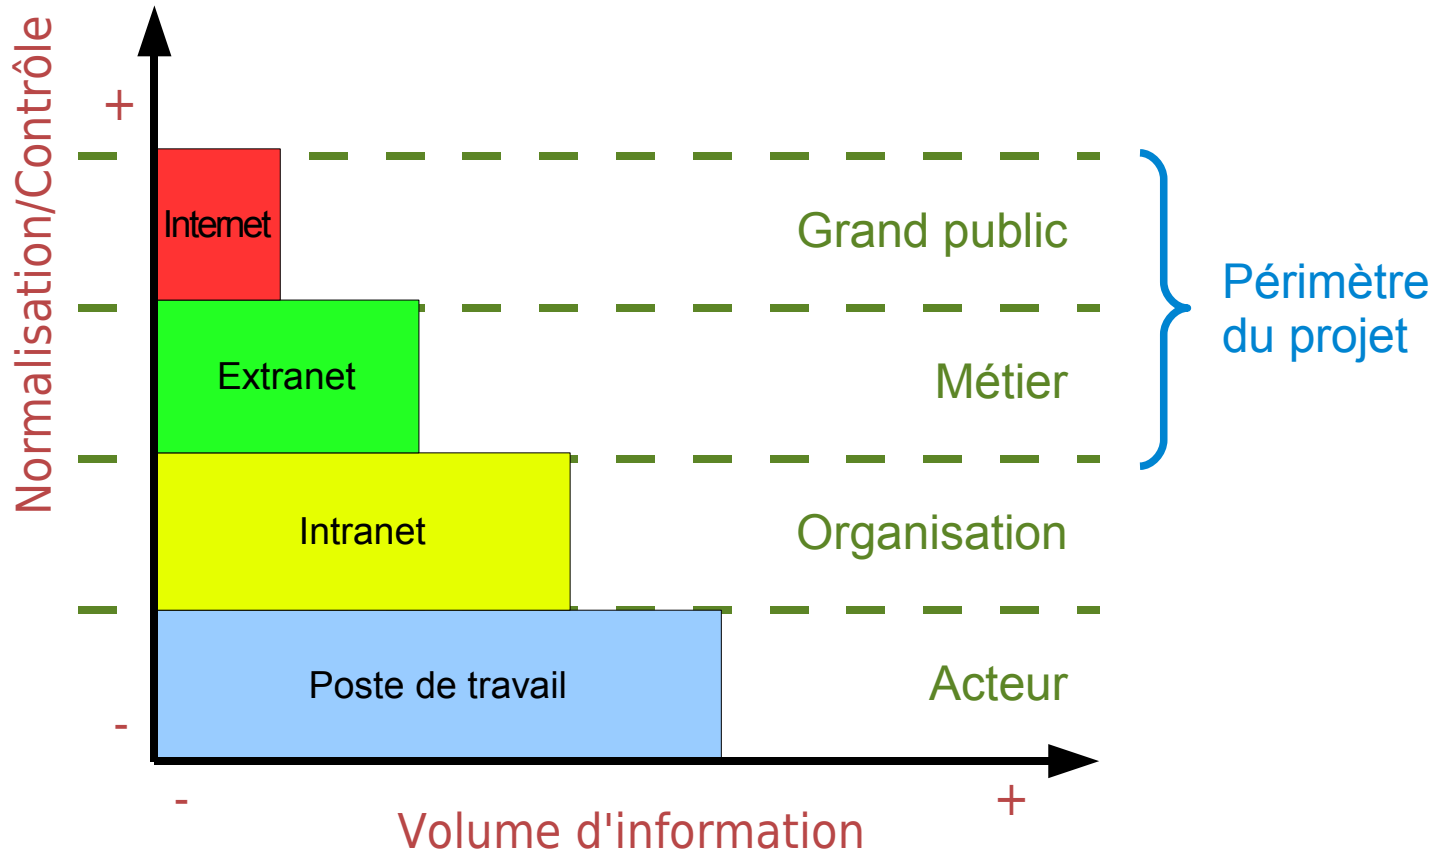 Normalisation/Contrôle
+
Internet
Grand public
Périmètre
du projet
Extranet
Métier
Intranet
Organisation
Poste de travail
Acteur
-
-
+
Volume d'information